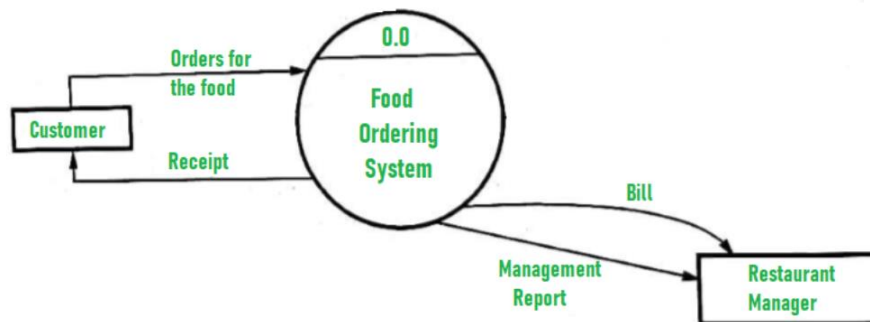 0.0
Orders for
the food
Food
Ordering
System
Customer
Receipt
Bill
Management
Report
Restaurant
Manager